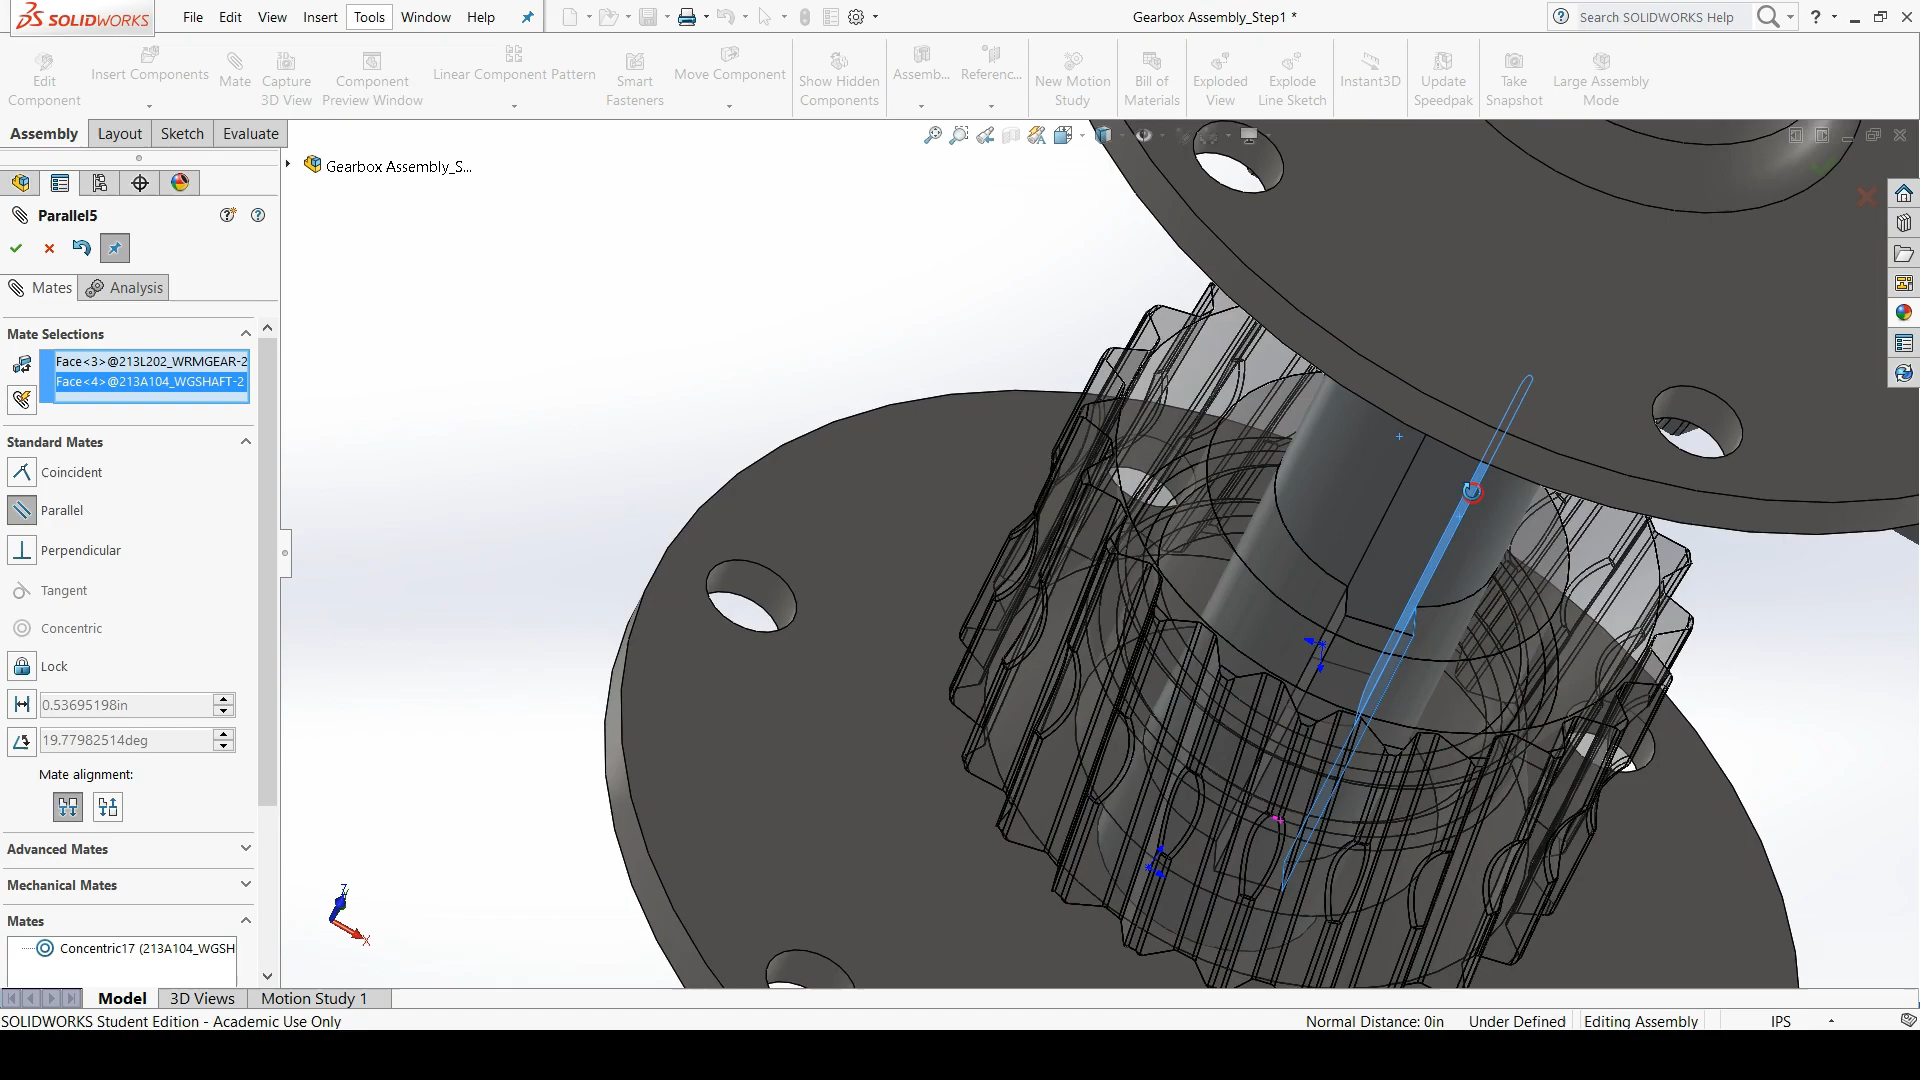 SOLIDWORKS
File Edit View Insert Tools Window Help
Gearbox Assembly_Step1 *
Search SOLIDWORKS Help
Edit Component
Insert Components
Mate
Capture 3D View
Component Preview Window
Linear Component Pattern
Smart Fasteners
Move Component
Show Hidden Components
Assemb...
Referenc...
New Motion Study
Bill of Materials
Exploded View
Explode Line Sketch
Instant3D
Update Speedpak
Take Snapshot
Large Assembly Mode
Assembly Layout Sketch Evaluate
Gearbox Assembly_S...
Parallel5
Mates Analysis
Mate Selections
Face<3>@213L202_WRMGEAR-2
Face<4>@213A104_WGSHAFT-2
Standard Mates
Coincident
Parallel
Perpendicular
Tangent
Concentric
Lock
0.53695198in
19.77982514deg
Mate alignment:
Advanced Mates
Mechanical Mates
Mates
Concentric17 (213A104_WGSH
Z
X
Model 3D Views Motion Study 1
SOLIDWORKS Student Edition - Academic Use Only
Normal Distance: 0in Under Defined Editing Assembly IPS